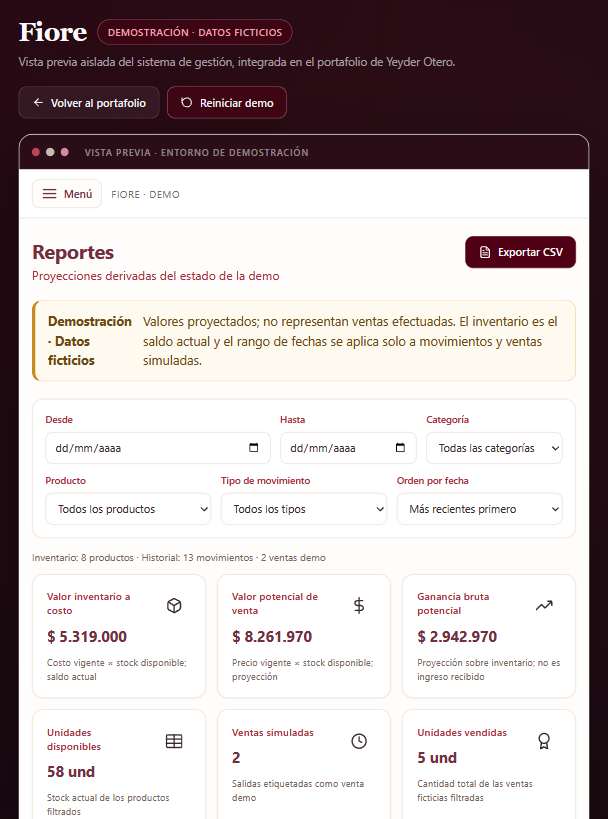 Fiore
DEMOSTRACIÓN · DATOS FICTICIOS
Vista previa aislada del sistema de gestión, integrada en el portafolio de Yeyder Otero.
Volver al portafolio
Reiniciar demo
VISTA PREVIA · ENTORNO DE DEMOSTRACIÓN
Menú
FIORE · DEMO
Reportes
Exportar CSV
Proyecciones derivadas del estado de la demo
Demostración
· Datos
ficticios
Valores proyectados; no representan ventas efectuadas. El inventario es el
saldo actual y el rango de fechas se aplica solo a movimientos y ventas
simuladas.
Desde
Hasta
Categoría
dd/mm/aaaa
dd/mm/aaaa
Todas las categorías
Producto
Tipo de movimiento
Orden por fecha
Todos los productos
Todos los tipos
Más recientes primero
Inventario: 8 productos · Historial: 13 movimientos · 2 ventas demo
Valor inventario a
costo
$ 5.319.000
Costo vigente × stock disponible;
saldo actual
Valor potencial de
venta
$ 8.261.970
Precio vigente × stock disponible;
proyección
Ganancia bruta
potencial
$ 2.942.970
Proyección sobre inventario; no es
ingreso recibido
Unidades
disponibles
58 und
Stock actual de los productos
filtrados
Ventas simuladas
2
Salidas etiquetadas como venta
demo
Unidades vendidas
5 und
Cantidad total de las ventas
ficticias filtradas